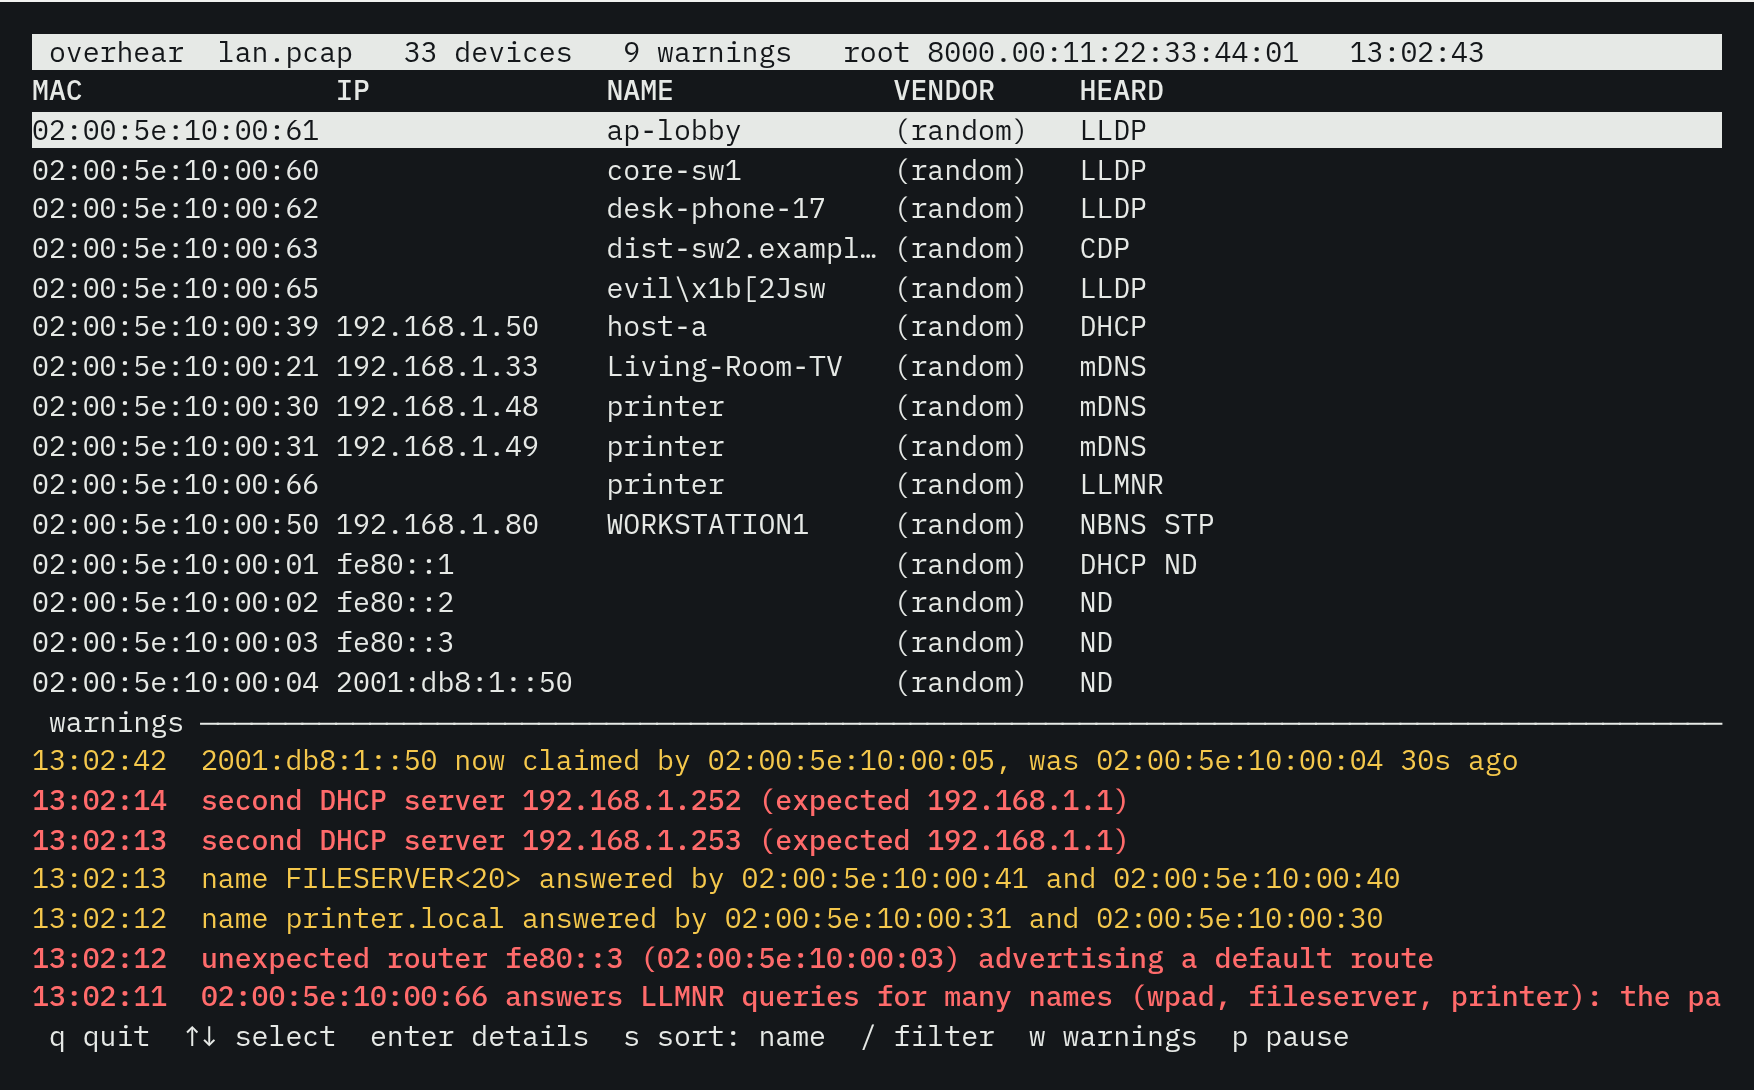 overhear  lan.pcap   33 devices   9 warnings   root 8000.00:11:22:33:44:01   13:02:43
MAC               IP              NAME             VENDOR     HEARD
02:00:5e:10:00:61                 ap-lobby         (random)   LLDP
02:00:5e:10:00:60                 core-sw1         (random)   LLDP
02:00:5e:10:00:62                 desk-phone-17    (random)   LLDP
02:00:5e:10:00:63                 dist-sw2.exampl… (random)   CDP
02:00:5e:10:00:65                 evil\x1b[2Jsw    (random)   LLDP
02:00:5e:10:00:39 192.168.1.50    host-a           (random)   DHCP
02:00:5e:10:00:21 192.168.1.33    Living-Room-TV   (random)   mDNS
02:00:5e:10:00:30 192.168.1.48    printer          (random)   mDNS
02:00:5e:10:00:31 192.168.1.49    printer          (random)   mDNS
02:00:5e:10:00:66                 printer          (random)   LLMNR
02:00:5e:10:00:50 192.168.1.80    WORKSTATION1     (random)   NBNS STP
02:00:5e:10:00:01 fe80::1                          (random)   DHCP ND
02:00:5e:10:00:02 fe80::2                          (random)   ND
02:00:5e:10:00:03 fe80::3                          (random)   ND
02:00:5e:10:00:04 2001:db8:1::50                   (random)   ND
warnings
13:02:42  2001:db8:1::50 now claimed by 02:00:5e:10:00:05, was 02:00:5e:10:00:04 30s ago
13:02:14  second DHCP server 192.168.1.252 (expected 192.168.1.1)
13:02:13  second DHCP server 192.168.1.253 (expected 192.168.1.1)
13:02:13  name FILESERVER<20> answered by 02:00:5e:10:00:41 and 02:00:5e:10:00:40
13:02:12  name printer.local answered by 02:00:5e:10:00:31 and 02:00:5e:10:00:30
13:02:12  unexpected router fe80::3 (02:00:5e:10:00:03) advertising a default route
13:02:11  02:00:5e:10:00:66 answers LLMNR queries for many names (wpad, fileserver, printer): the pa
q quit  ↑↓ select  enter details  s sort: name  / filter  w warnings  p pause